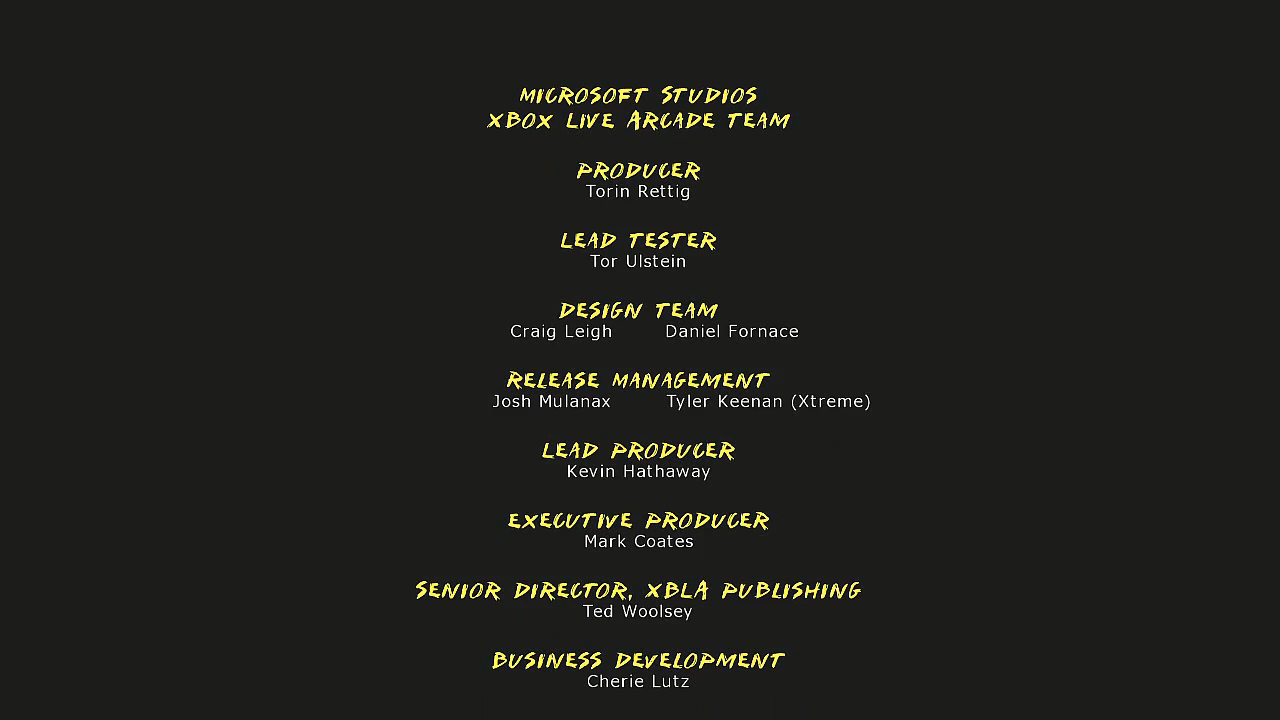 MICROSOFT STUDIOS
XBOX LIVE ARCADE TEAM
PRODUCER
Torin Rettig
LEAD TESTER
Tor Ulstein
DESIGN TEAM
Craig Leigh Daniel Fornace
RELEASE MANAGEMENT
Josh Mulanax Tyler Keenan (Xtreme)
LEAD PRODUCER
Kevin Hathaway
EXECUTIVE PRODUCER
Mark Coates
SENIOR DIRECTOR, XBLA PUBLISHING
Ted Woolsey
BUSINESS DEVELOPMENT
Cherie Lutz